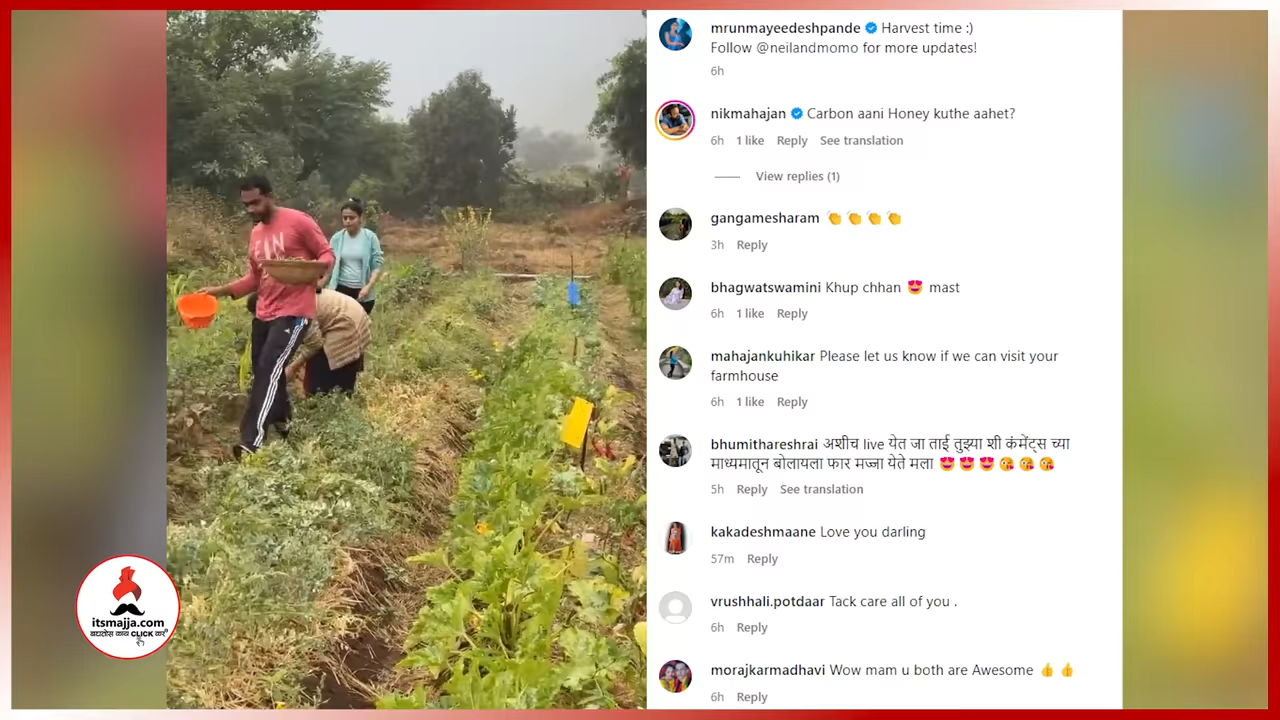 mrunmayeedeshpande Harvest time :)
Follow @neilandmomo for more updates!
6h
nikmahajan Carbon aani Honey kuthe aahet?
6h 1 like Reply See translation
View replies (1)
gangamesharam 👏 👏 👏 👏
3h Reply
bhagwatswamini Khup chhan 😍 mast
6h 1 like Reply
mahajankuhikar Please let us know if we can visit your
farmhouse
6h 1 like Reply
bhumithareshrai अशीच live येत जा ताई तुझ्या शी कंमेंट्स च्या
माध्यमातून बोलायला फार मज्जा येते मला 😍 😍 😍 😘 😘 😘
5h Reply See translation
kakadeshmaane Love you darling
57m Reply
vrushhali.potdaar Tack care all of you .
6h Reply
morajkarmadhavi Wow mam u both are Awesome 👍 👍
6h Reply
itsmajja.com
बघतोस काय CLICK कर